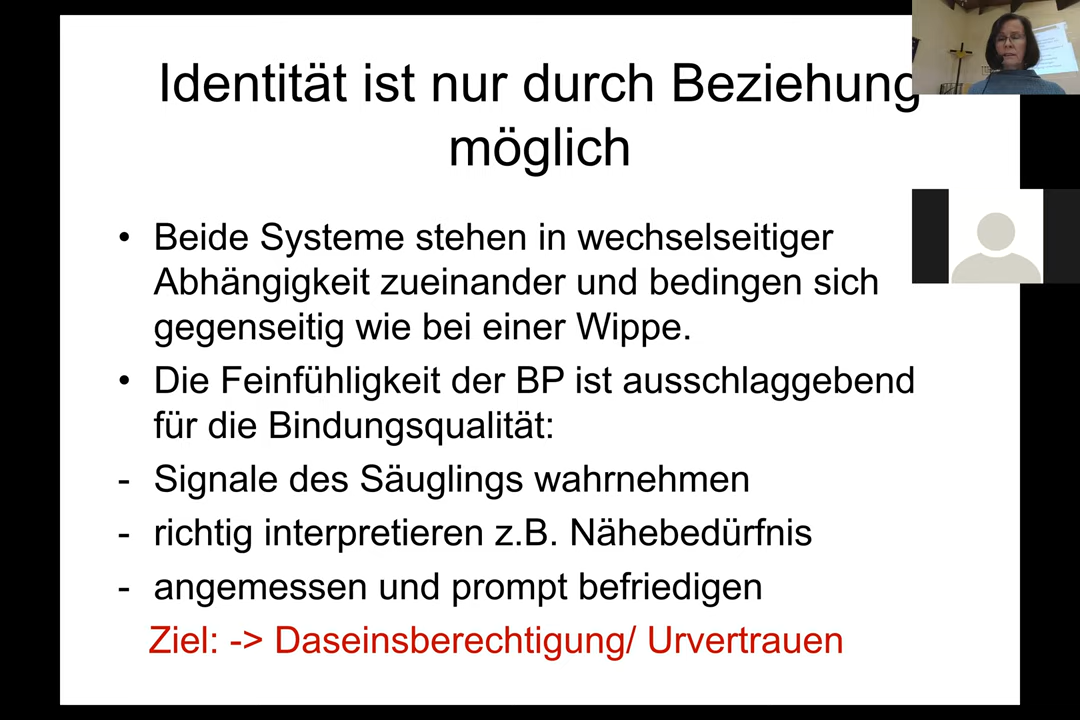 Identität ist nur durch Beziehung
möglich
• Beide Systeme stehen in wechselseitiger
Abhängigkeit zueinander und bedingen sich
gegenseitig wie bei einer Wippe.
• Die Feinfühligkeit der BP ist ausschlaggebend
für die Bindungsqualität:
- Signale des Säuglings wahrnehmen
- richtig interpretieren z.B. Nähebedürfnis
- angemessen und prompt befriedigen
Ziel: -> Daseinsberechtigung/ Urvertrauen